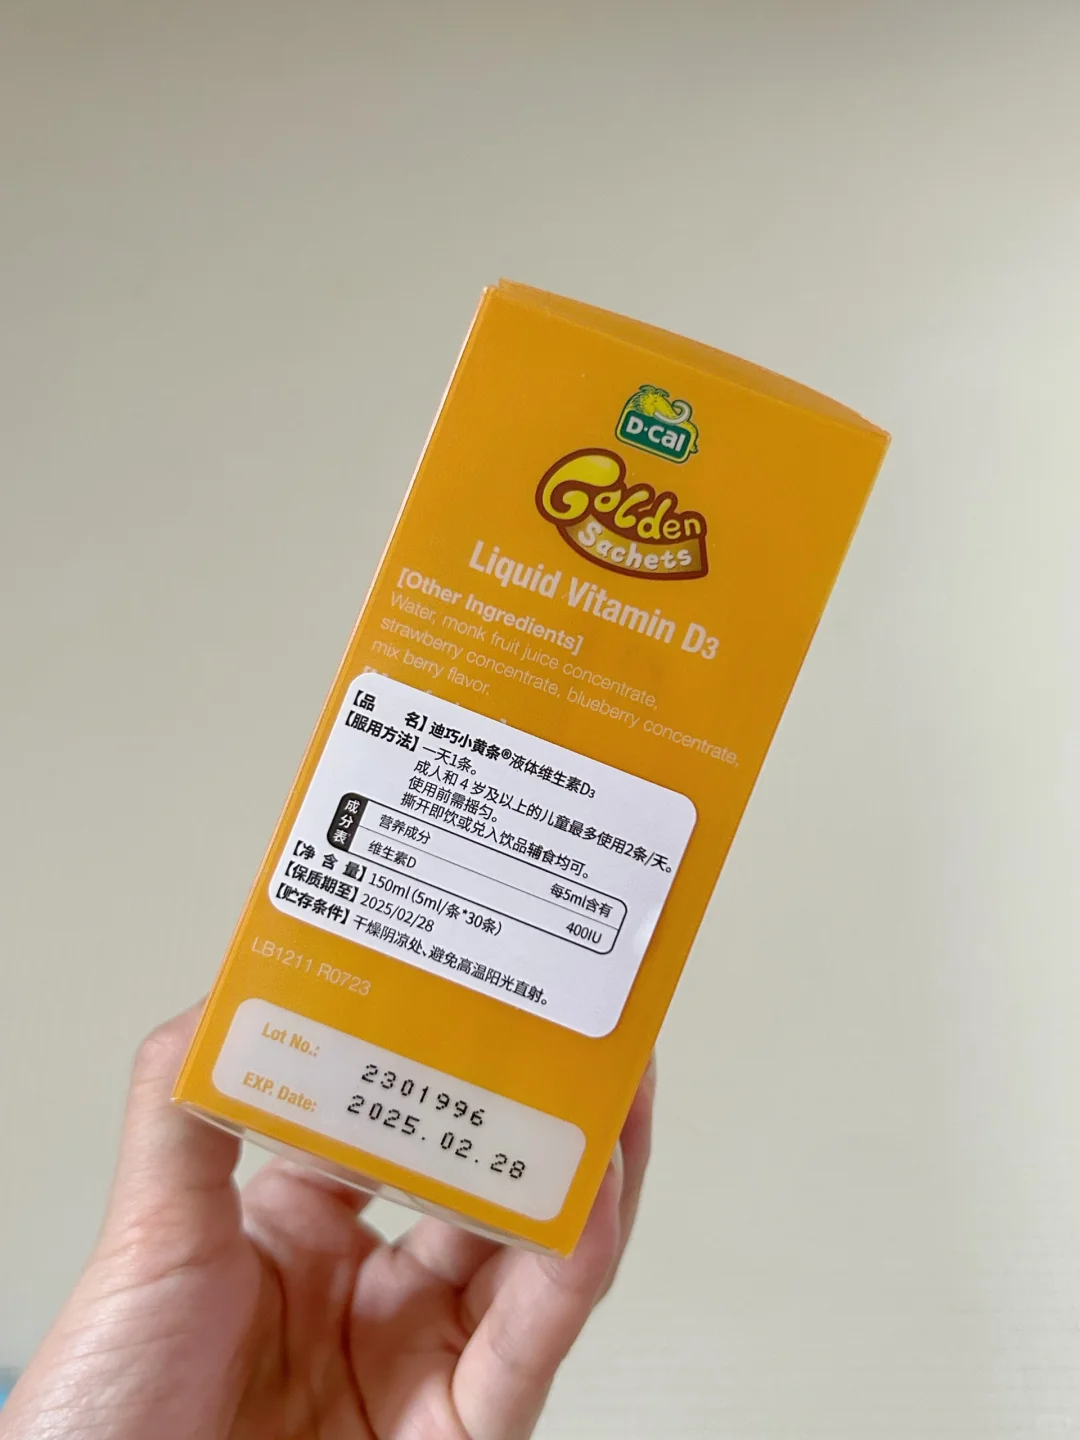 D·Cal
Golden
Sachets
Liquid Vitamin D3
[Other Ingredients]
Water, monk fruit juice concentrate,
strawberry concentrate, blueberry concentrate,
mix berry flavor.
【品 名】迪巧小黄条®液体维生素D₃
【服用方法】一天1条。
成人和4岁及以上的儿童最多使用2条/天。
使用前需摇匀。
撕开即饮或兑入饮品辅食均可。
成分表
营养成分 每5ml含有
维生素D 400IU
【净 含 量】150ml (5ml/条*30条)
【保质期至】2025/02/28
【贮存条件】干燥阴凉处、避免高温阳光直射。
LB1211 R0723
Lot No.: 2301996
EXP. Date: 2025.02.28